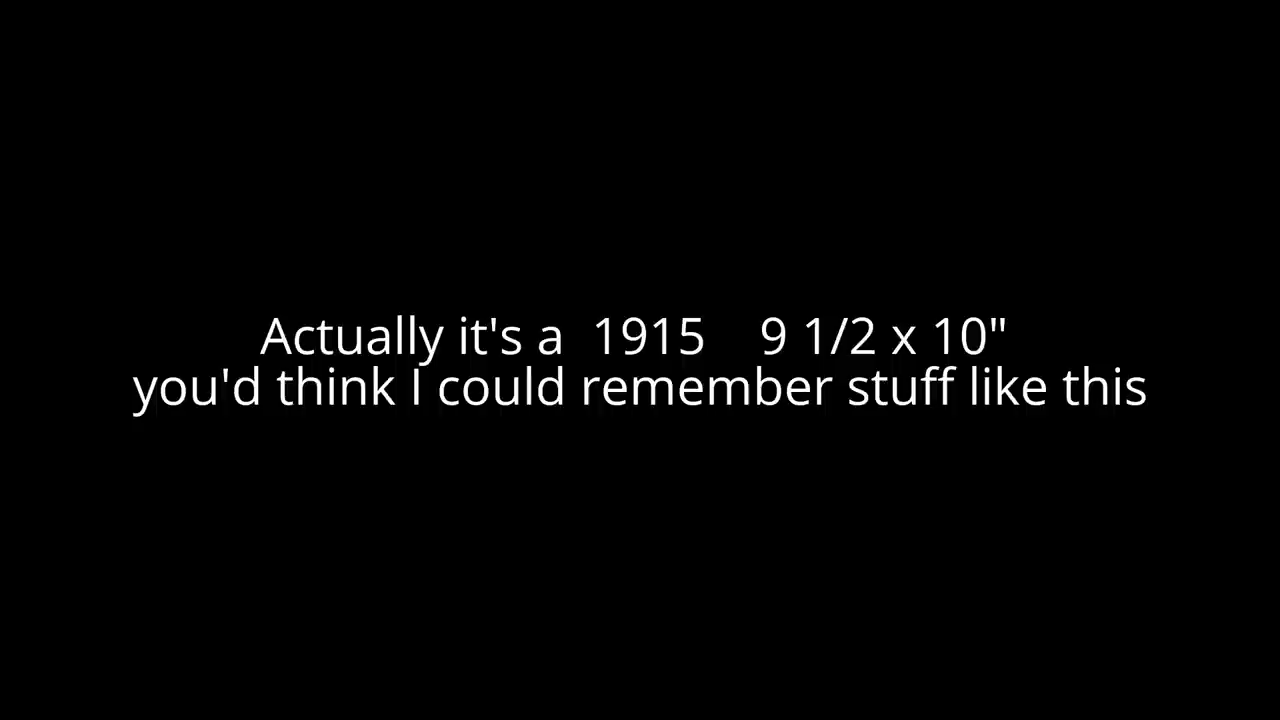 Actually it's a  1915    9 1/2 x 10"
you'd think I could remember stuff like this